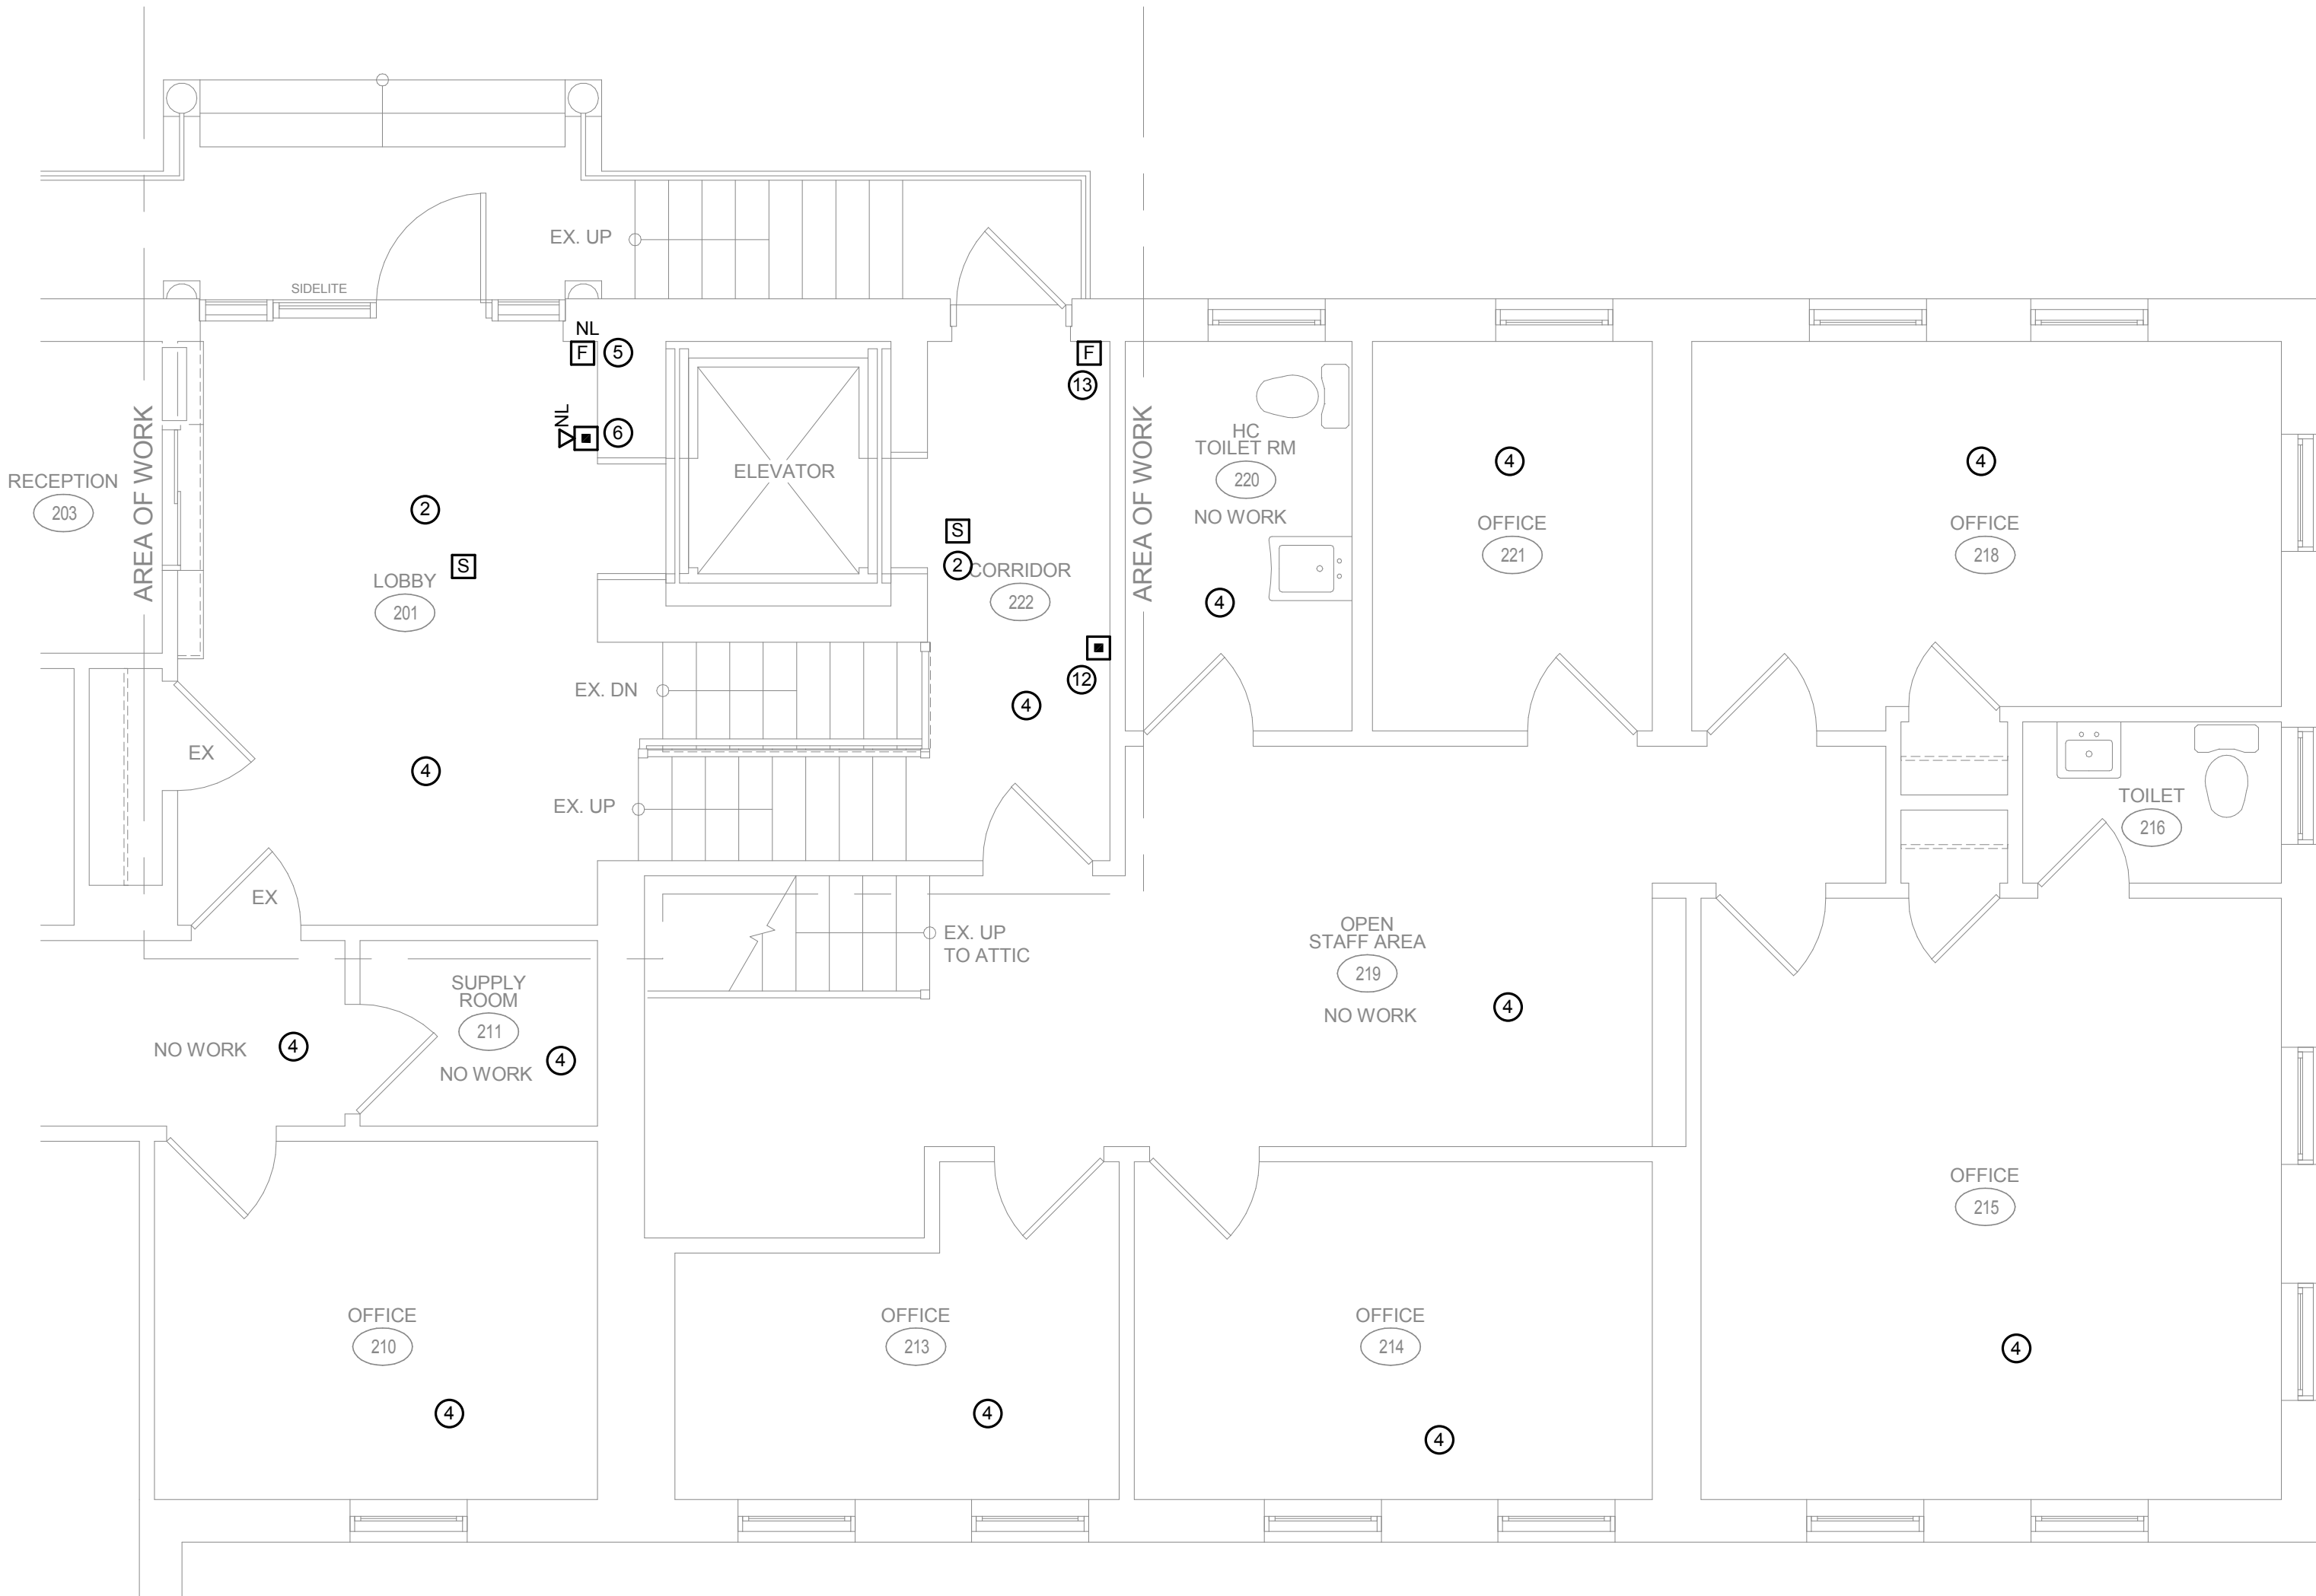 EX. UP
SIDELITE
NL
F
5
NL
6
F
13
AREA OF WORK
AREA OF WORK
RECEPTION
203
2
S
LOBBY
201
ELEVATOR
S
2
CORRIDOR
222
HC
TOILET RM
220
NO WORK
4
4
OFFICE
221
4
OFFICE
218
12
4
EX. DN
EX
4
EX. UP
EX
TOILET
216
EX. UP
TO ATTIC
OPEN
STAFF AREA
219
NO WORK
4
SUPPLY
ROOM
211
NO WORK
4
NO WORK
4
OFFICE
215
4
OFFICE
210
4
OFFICE
213
4
OFFICE
214
4